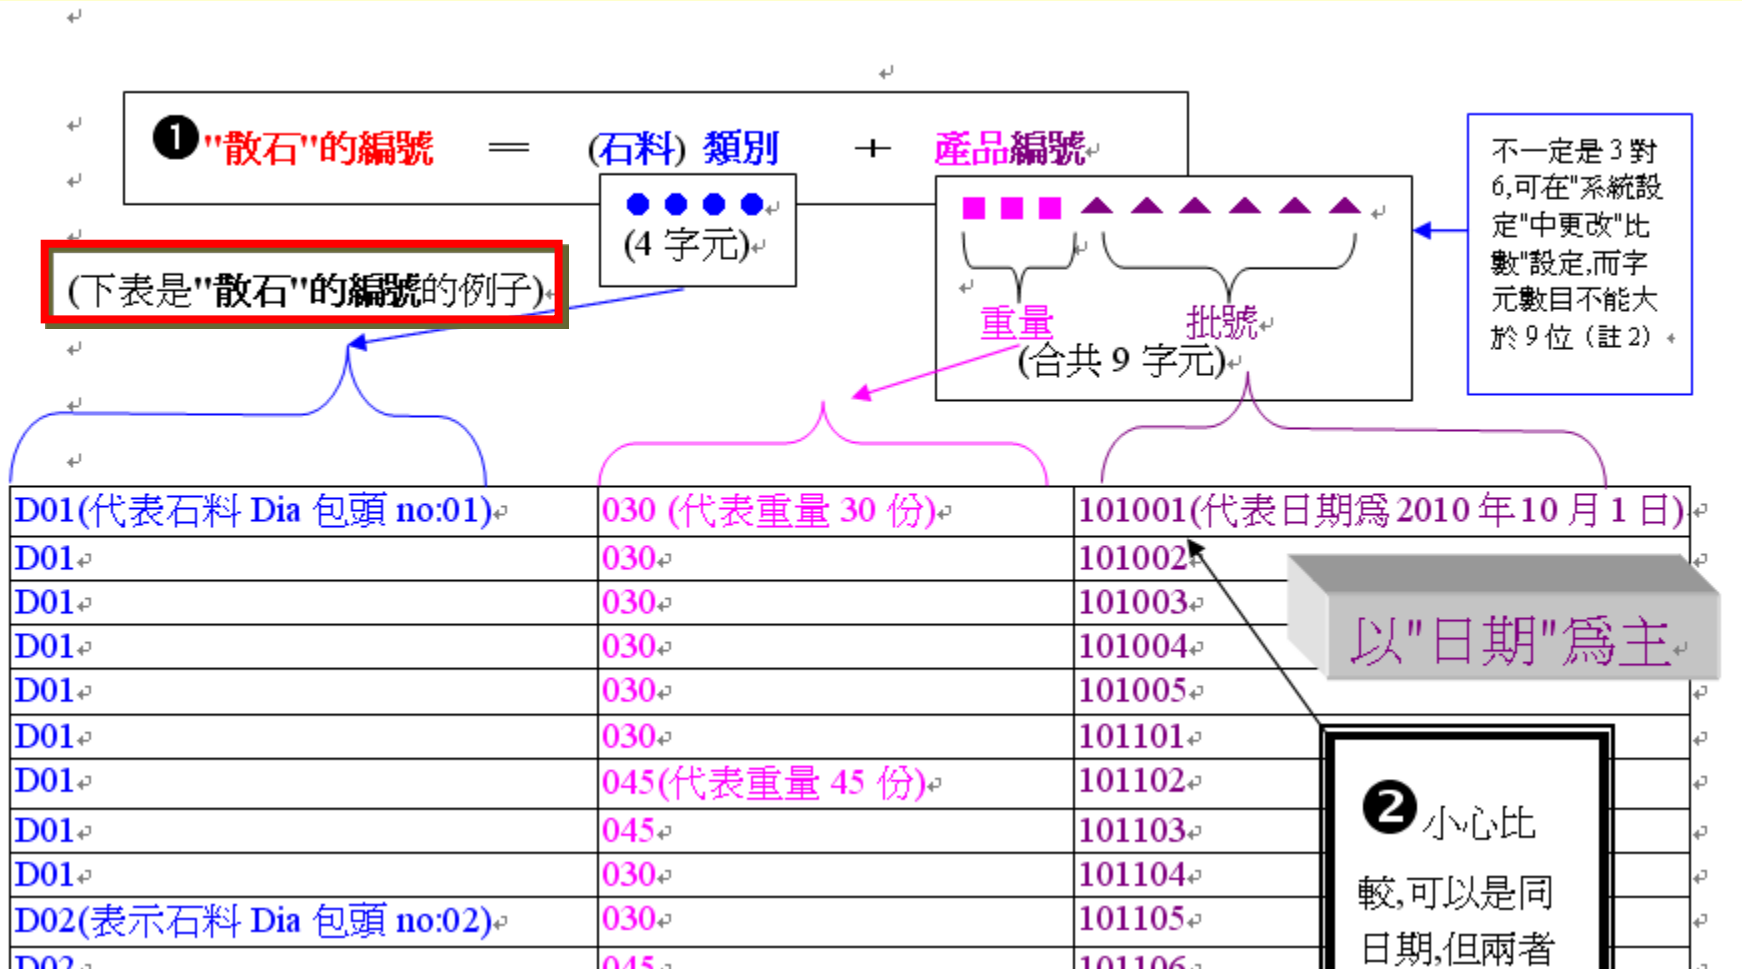 ❶"散石"的編號 = (石料) 類別 + 產品編號
●●●●
(4 字元)
■■■▲▲▲▲▲▲
重量 批號
(合共 9 字元)
不一定是 3 對
6,可在"系統設
定"中更改"比
數"設定,而字
元數目不能大
於 9 位（註 2）
(下表是"散石"的編號的例子)
D01(代表石料 Dia 包頭 no:01) 030 (代表重量 30 份) 101001(代表日期為 2010 年 10 月 1 日)
D01 030 101002
D01 030 101003
D01 030 101004
D01 030 101005
D01 030 101101
D01 045(代表重量 45 份) 101102
D01 045 101103
D01 030 101104
D02(表示石料 Dia 包頭 no:02) 030 101105
D02 045 101106
以"日期"為主
❷小心比
較,可以是同
日期,但兩者